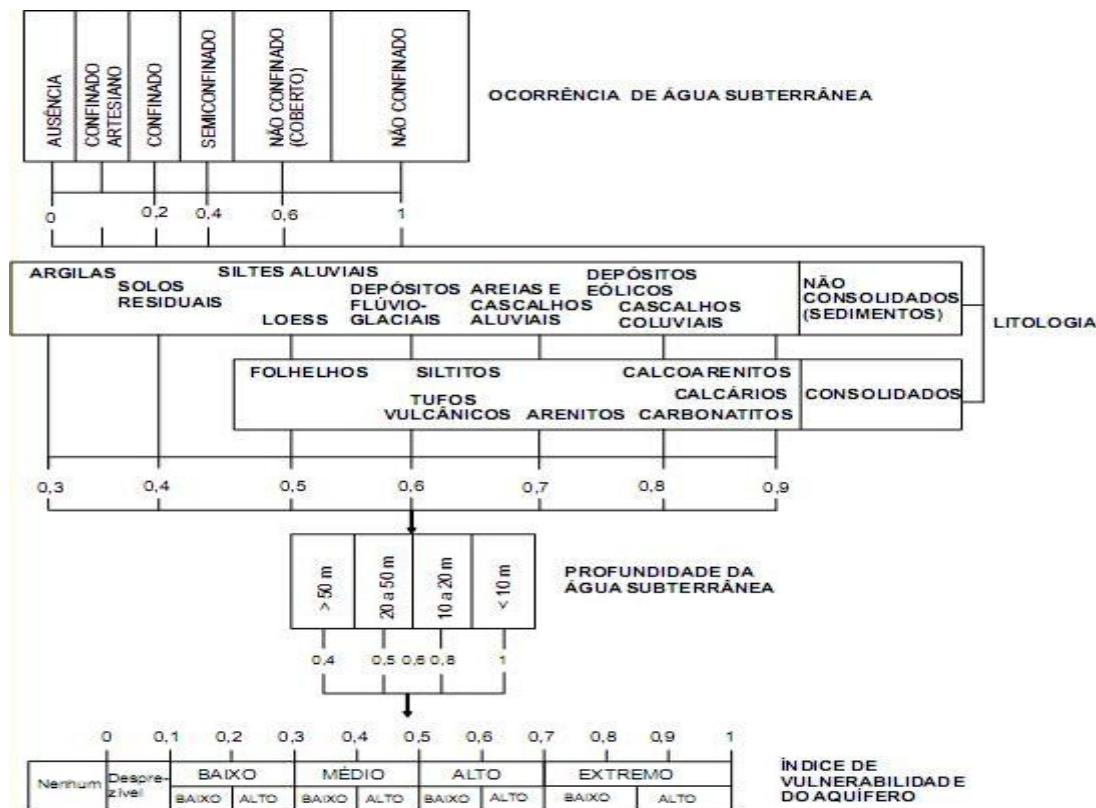 AUSÊNCIA
CONFINADO
ARTESIANO
CONFINADO
SEMICONFINADO
NÃO CONFINADO
(COBERTO)
NÃO CONFINADO
OCORRÊNCIA DE ÁGUA SUBTERRÂNEA
0 0,2 0,4 0,6 1
ARGILAS
SOLOS
RESIDUAIS
SILTES ALUVIAIS
LOESS
DEPÓSITOS
FLÚVIO-
GLACIAIS
AREIAS E
CASCALHOS
ALUVIAIS
DEPÓSITOS
EÓLICOS
CASCALHOS
COLUVIAIS
NÃO
CONSOLIDADOS
(SEDIMENTOS)
LITOLOGIA
FOLHELHOS
SILTITOS
TUFOS
VULCÂNICOS
ARENITOS
CALCOARENITOS
CALCÁRIOS
CARBONATITOS
CONSOLIDADOS
0,3 0,4 0,5 0,6 0,7 0,8 0,9
> 50 m
20 a 50 m
10 a 20 m
< 10 m
PROFUNDIDADE DA
ÁGUA SUBTERRÂNEA
0,4 0,5 0,6 0,8 1
0 0,1 0,2 0,3 0,4 0,5 0,6 0,7 0,8 0,9 1
Nenhum
Despre-
zível
BAIXO MÉDIO ALTO EXTREMO
BAIXO ALTO BAIXO ALTO BAIXO ALTO BAIXO ALTO
ÍNDICE DE
VULNERABILIDADE
DO AQUÍFERO